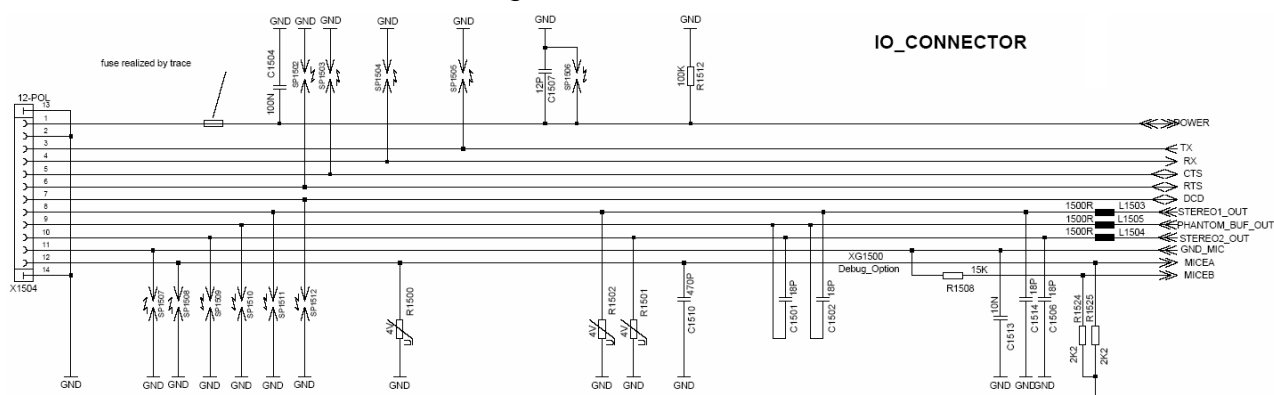 GND GND GND GND GND GND GND
IO_CONNECTOR
fuse realized by trace
C1504
100N
SP1502
SP1503
SP1504
SP1505
12P
C1507
SP1506
100K
R1512
12-POL
13
1
2
3
4
5
6
7
8
9
10
11
12
14
X1504
POWER
TX
RX
CTS
RTS
DCD
1500R L1503 STEREO1_OUT
1500R L1505 PHANTOM_BUF_OUT
1500R L1504 STEREO2_OUT
GND_MIC
MICEA
MICEB
XG1500
Debug_Option
15K
R1508
SP1507
SP1508
SP1509
SP1510
SP1511
SP1512
4V
R1500
4V
R1502
4V
R1501
470P
C1510
18P
C1501
18P
C1502
10N
C1513
18P
C1514
18P
C1506
R1524
2K2
R1525
2K2
GND GND GND GND GND GND GND GND GND GND GND GND GND GND